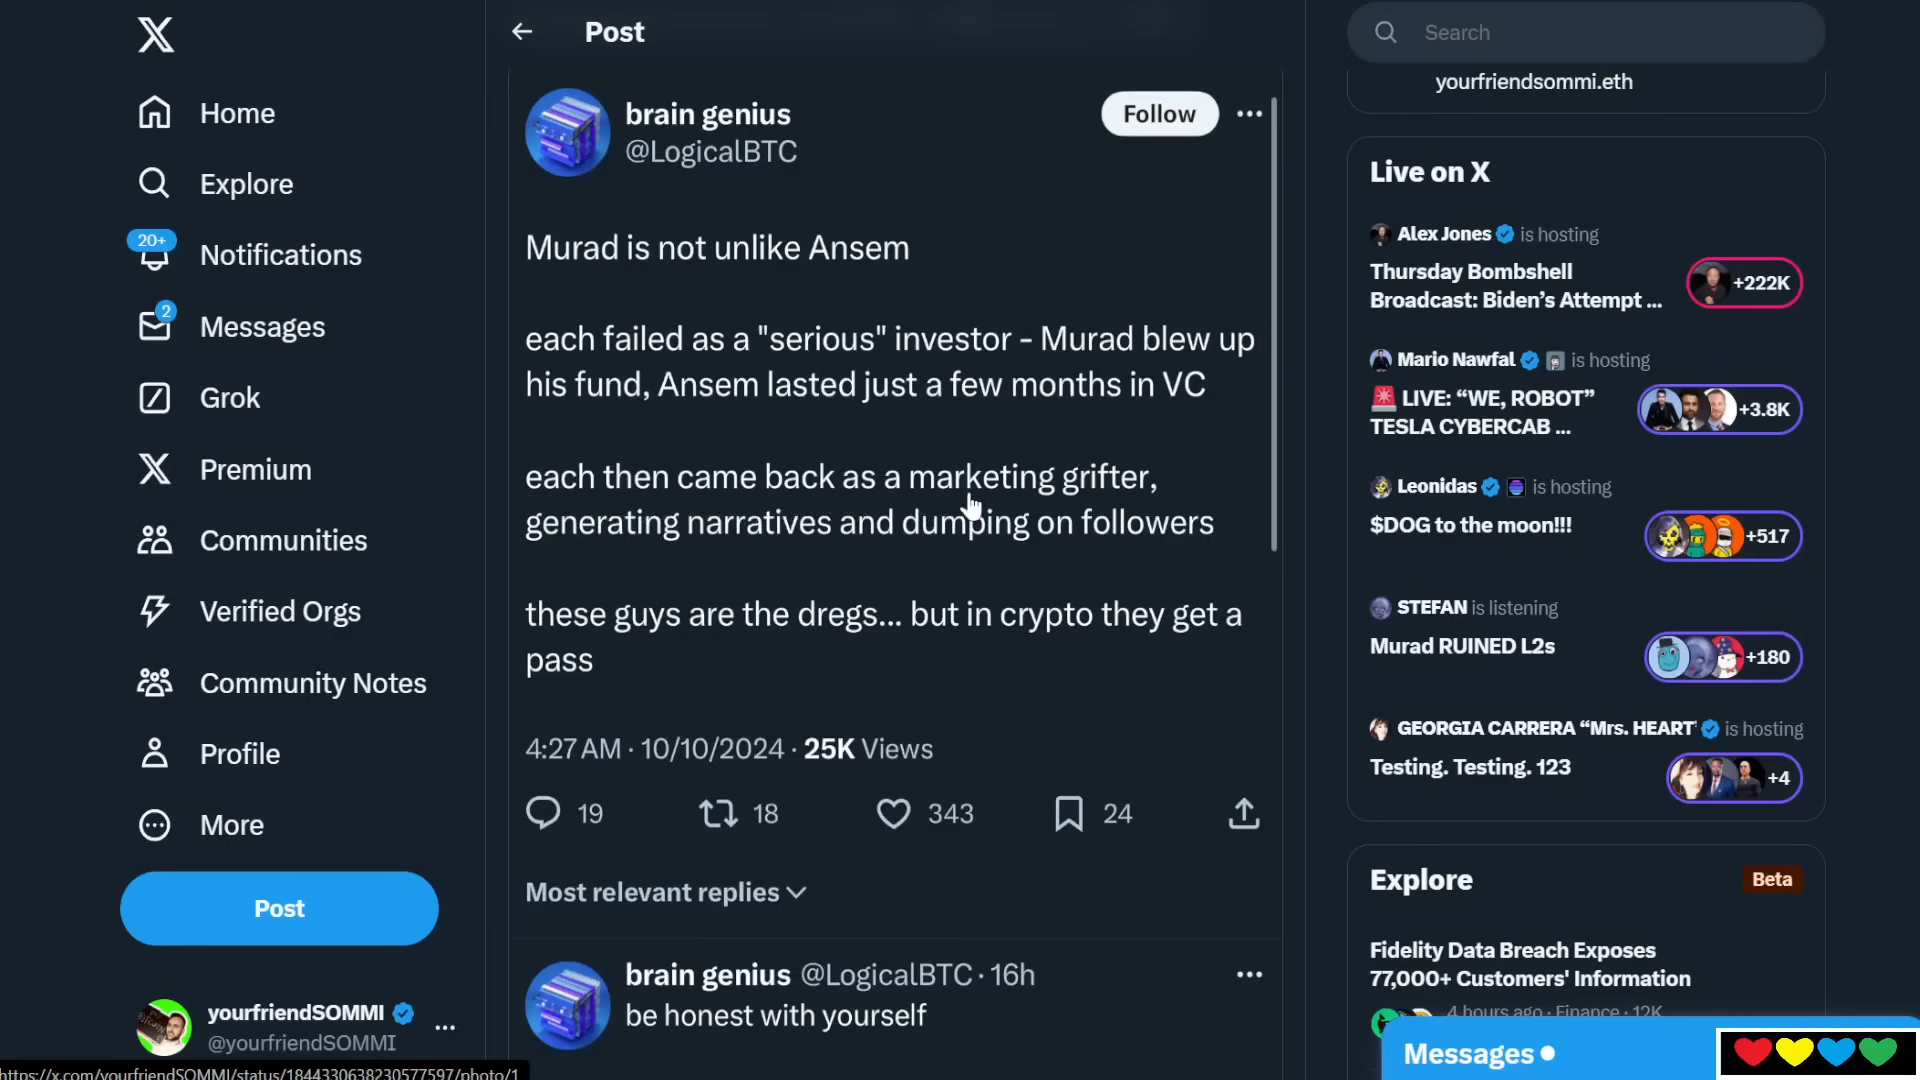 Home
Explore
20+
Notifications
2
Messages
Grok
Premium
Communities
Verified Orgs
Community Notes
Profile
More
Post
yourfriendSOMMI
@yourfriendSOMMI
https://x.com/yourfriendSOMMI/status/1844330638230577597/photo/1
Post
brain genius
@LogicalBTC
Follow
Murad is not unlike Ansem
each failed as a "serious" investor - Murad blew up
his fund, Ansem lasted just a few months in VC
each then came back as a marketing grifter,
generating narratives and dumping on followers
these guys are the dregs... but in crypto they get a
pass
4:27 AM · 10/10/2024 · 25K Views
19 18 343 24
Most relevant replies
brain genius @LogicalBTC · 16h
be honest with yourself
Search
yourfriendsommi.eth
Live on X
Alex Jones is hosting
Thursday Bombshell
Broadcast: Biden's Attempt ...
+222K
Mario Nawfal is hosting
LIVE: “WE, ROBOT”
TESLA CYBERCAB ...
+3.8K
Leonidas is hosting
$DOG to the moon!!!
+517
STEFAN is listening
Murad RUINED L2s
+180
GEORGIA CARRERA “Mrs. HEART is hosting
Testing. Testing. 123
+4
Explore
Beta
Fidelity Data Breach Exposes
77,000+ Customers' Information
4 hours ago · Finance · 12K
Messages